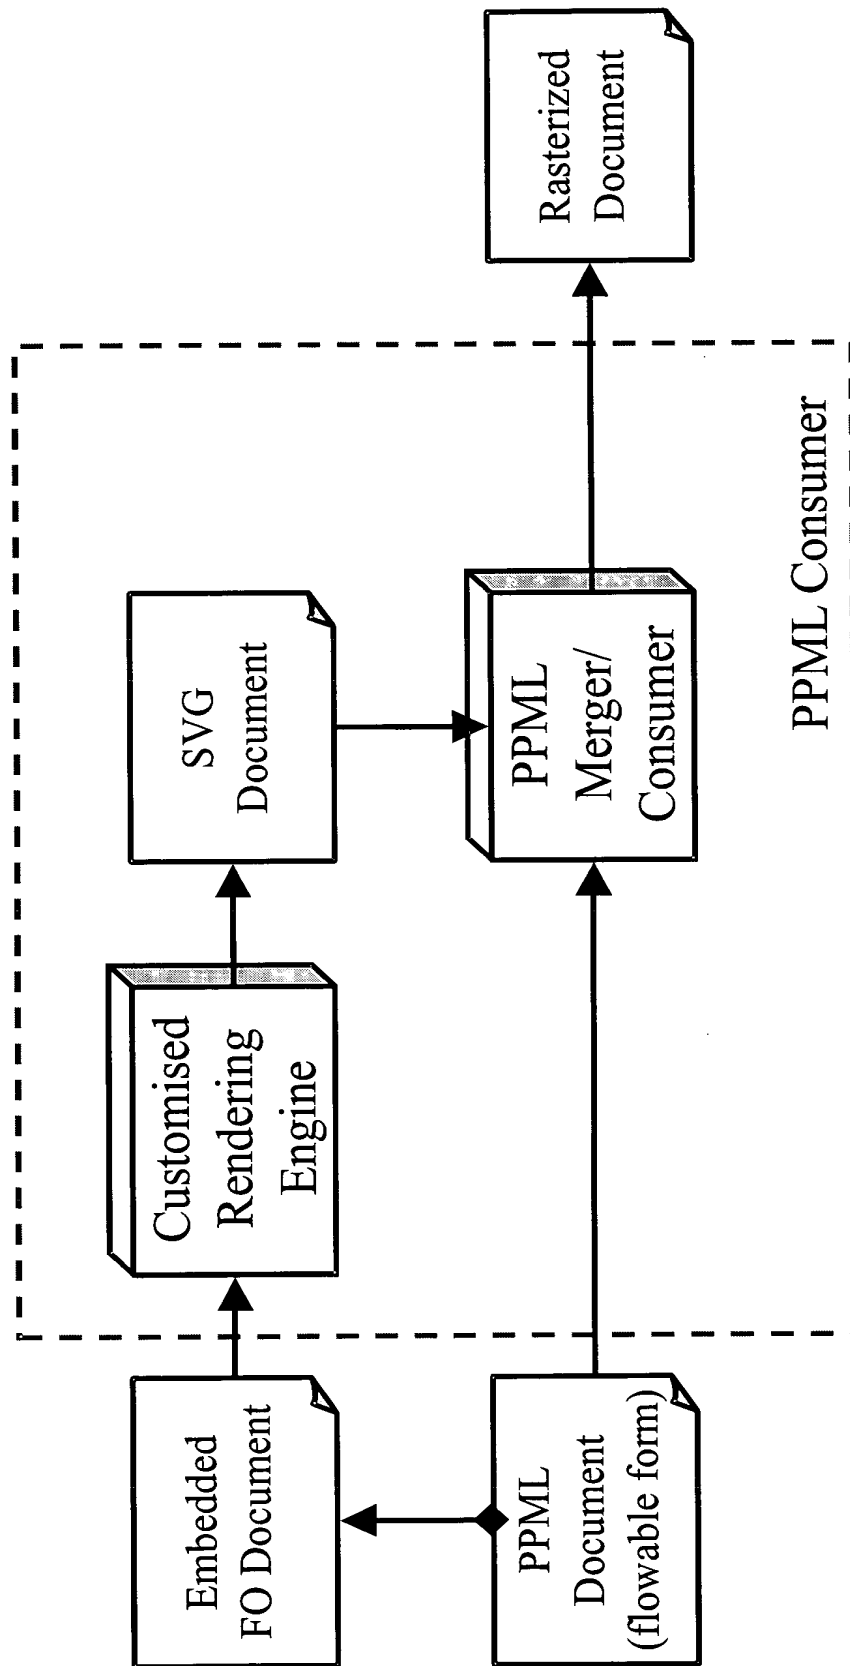 Embedded
FO Document
Customised
Rendering
Engine
SVG
Document
PPML
Document
(flowable form)
PPML
Merger/
Consumer
Rasterized
Document
PPML Consumer